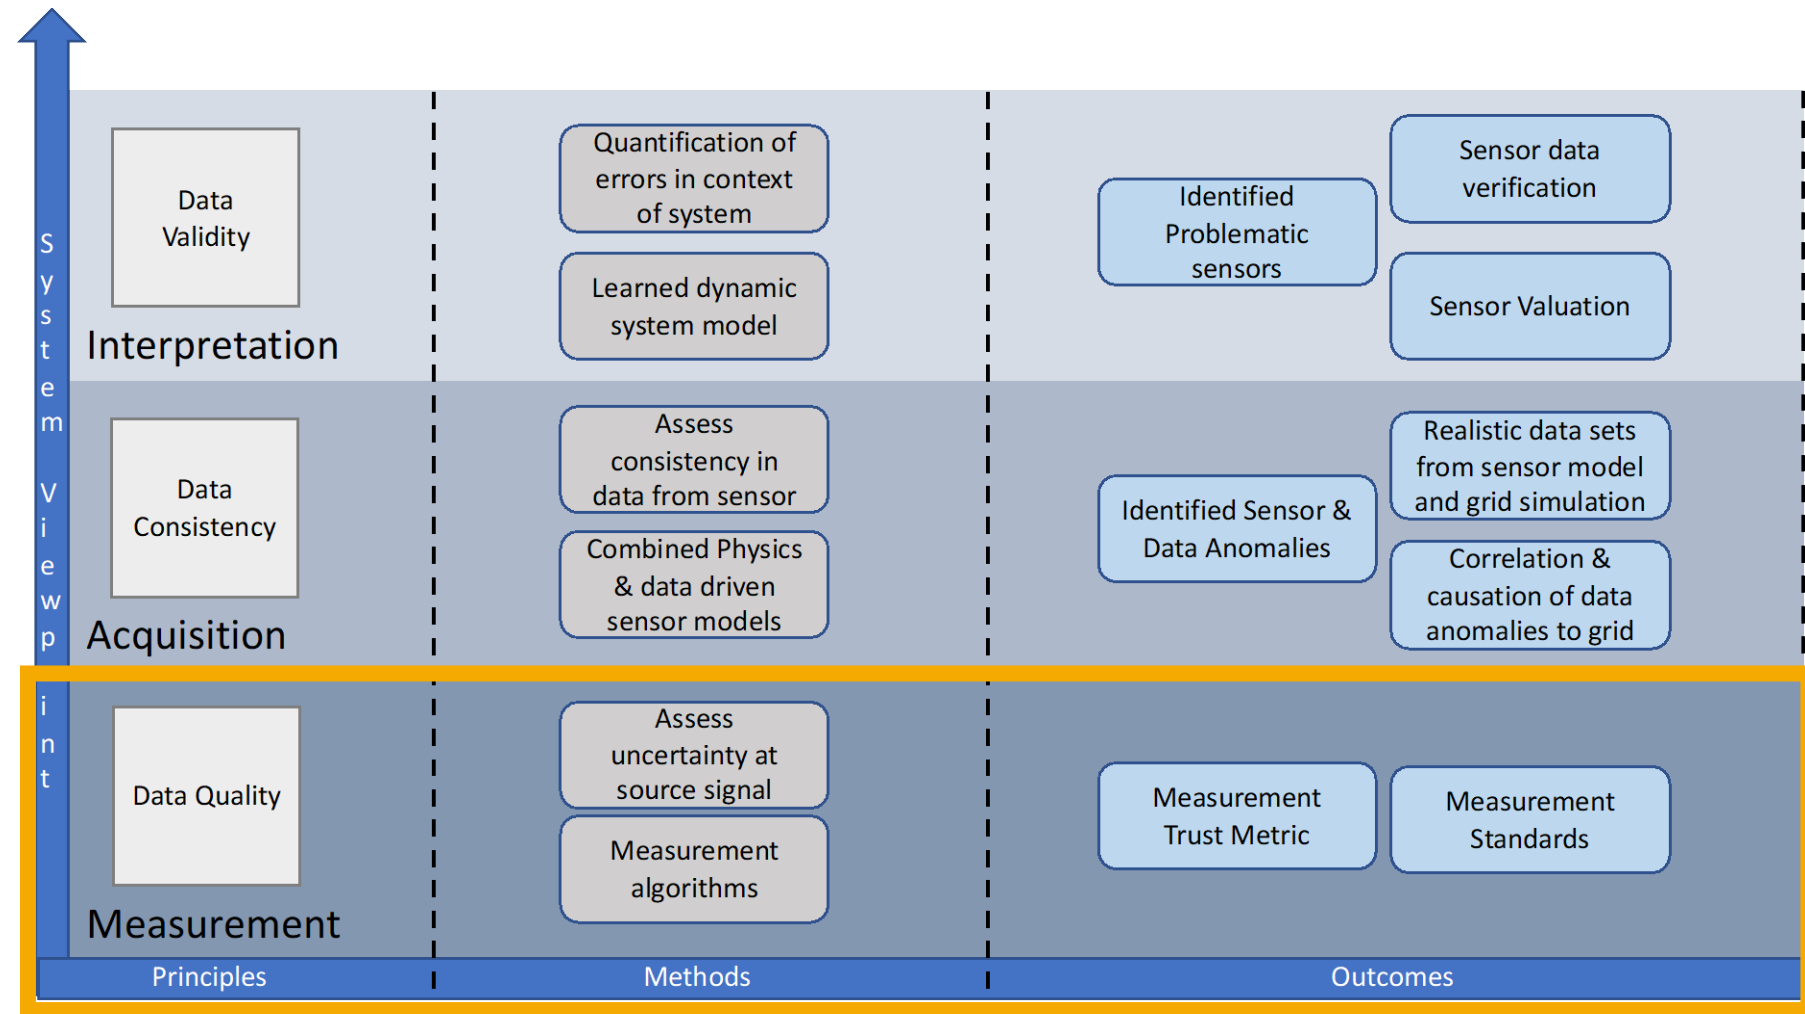 System Viewpoint
Data
Validity
Interpretation
Quantification of
errors in context
of system
Learned dynamic
system model
Identified
Problematic
sensors
Sensor data
verification
Sensor Valuation
Data
Consistency
Acquisition
Assess
consistency in
data from sensor
Combined Physics
& data driven
sensor models
Identified Sensor &
Data Anomalies
Realistic data sets
from sensor model
and grid simulation
Correlation &
causation of data
anomalies to grid
Data Quality
Measurement
Assess
uncertainty at
source signal
Measurement
algorithms
Measurement
Trust Metric
Measurement
Standards
Principles
Methods
Outcomes